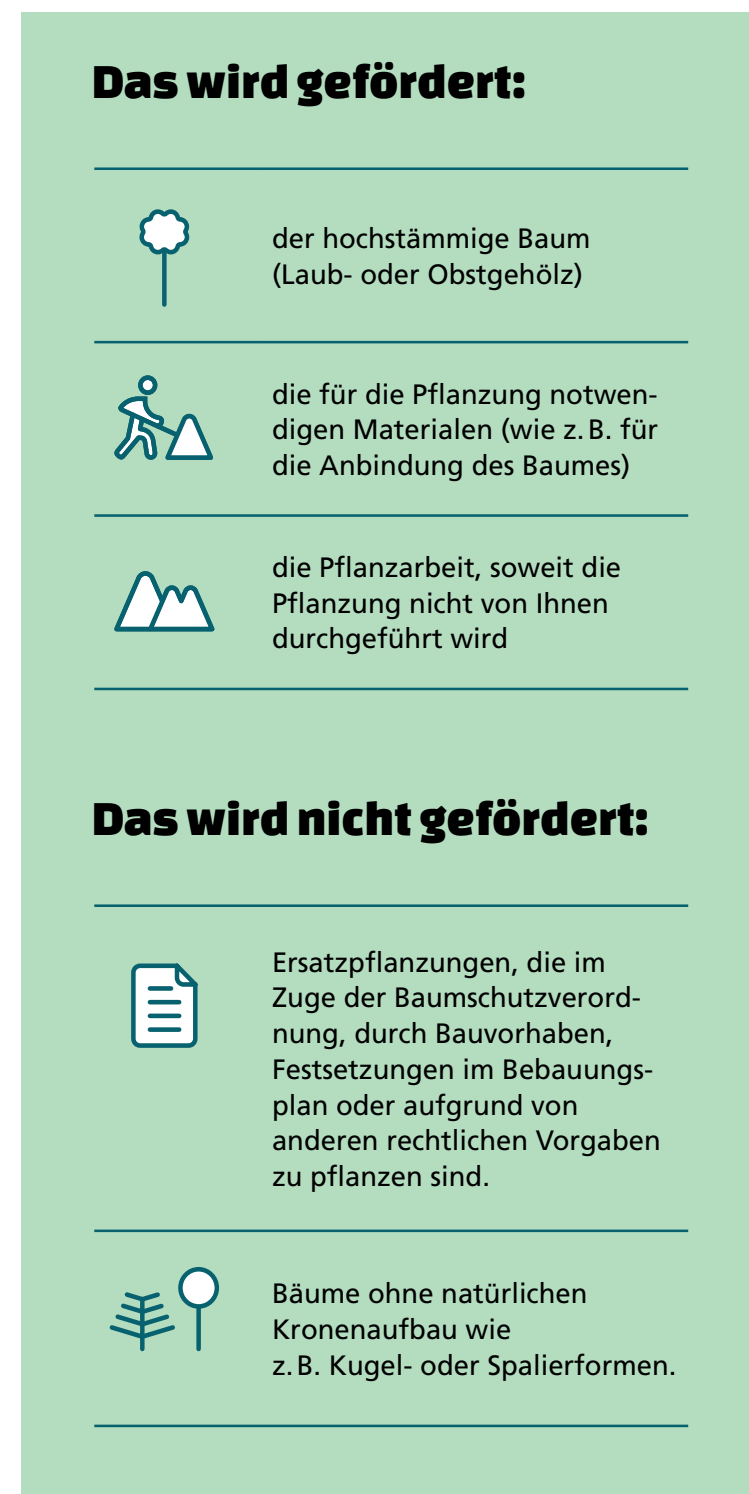 Das wird gefördert:
der hochstämmige Baum
(Laub- oder Obstgehölz)
die für die Pflanzung notwen-
digen Materialen (wie z. B. für
die Anbindung des Baumes)
die Pflanzarbeit, soweit die
Pflanzung nicht von Ihnen
durchgeführt wird
Das wird nicht gefördert:
Ersatzpflanzungen, die im
Zuge der Baumschutzverord-
nung, durch Bauvorhaben,
Festsetzungen im Bebauungs-
plan oder aufgrund von
anderen rechtlichen Vorgaben
zu pflanzen sind.
Bäume ohne natürlichen
Kronenaufbau wie
z. B. Kugel- oder Spalierformen.